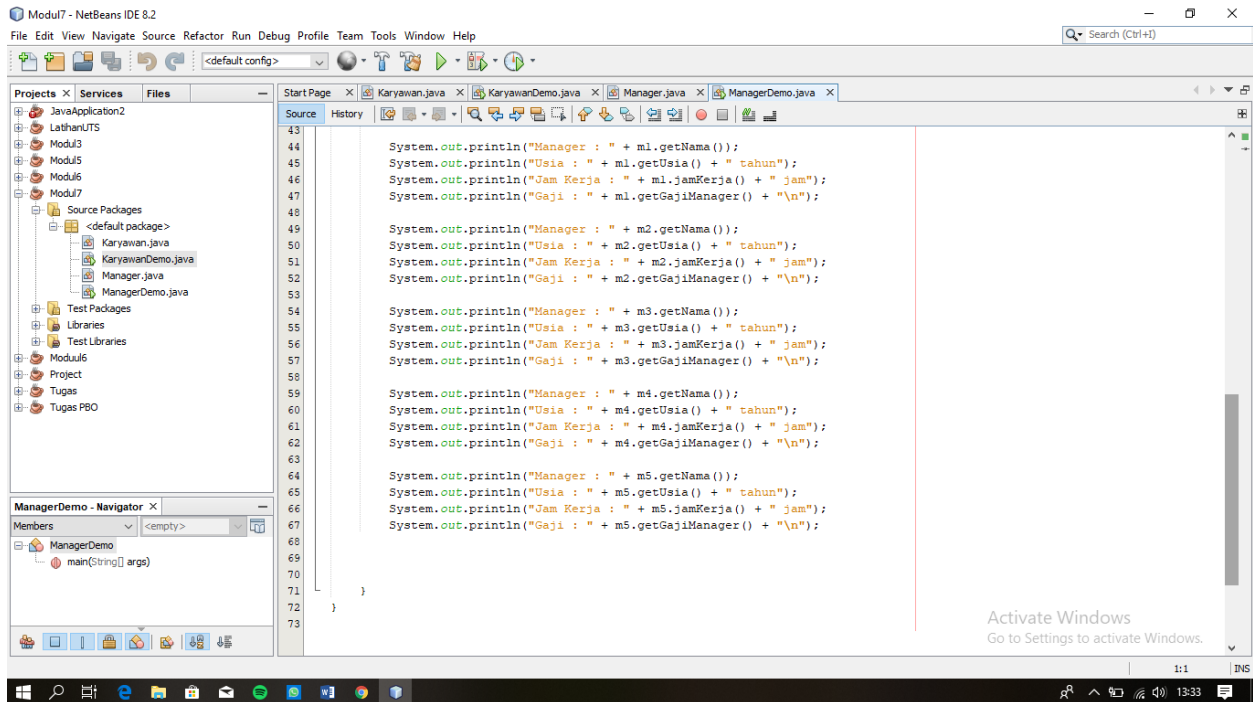 Modul7 - NetBeans IDE 8.2
File Edit View Navigate Source Refactor Run Debug Profile Team Tools Window Help
Search (Ctrl+I)
<default config>
Projects Services Files
Start Page Karyawan.java KaryawanDemo.java Manager.java ManagerDemo.java
Source History
JavaApplication2
LatihanUTS
Modul3
Modul5
Modul6
Modul7
Source Packages
<default package>
Karyawan.java
KaryawanDemo.java
Manager.java
ManagerDemo.java
Test Packages
Libraries
Test Libraries
Moduul6
Project
Tugas
Tugas PBO
ManagerDemo - Navigator
Members <empty>
ManagerDemo
main(String[] args)
43
44 System.out.println("Manager : " + m1.getNama());
45 System.out.println("Usia : " + m1.getUsia() + " tahun");
46 System.out.println("Jam Kerja : " + m1.jamKerja() + " jam");
47 System.out.println("Gaji : " + m1.getGajiManager() + "\n");
48
49 System.out.println("Manager : " + m2.getNama());
50 System.out.println("Usia : " + m2.getUsia() + " tahun");
51 System.out.println("Jam Kerja : " + m2.jamKerja() + " jam");
52 System.out.println("Gaji : " + m2.getGajiManager() + "\n");
53
54 System.out.println("Manager : " + m3.getNama());
55 System.out.println("Usia : " + m3.getUsia() + " tahun");
56 System.out.println("Jam Kerja : " + m3.jamKerja() + " jam");
57 System.out.println("Gaji : " + m3.getGajiManager() + "\n");
58
59 System.out.println("Manager : " + m4.getNama());
60 System.out.println("Usia : " + m4.getUsia() + " tahun");
61 System.out.println("Jam Kerja : " + m4.jamKerja() + " jam");
62 System.out.println("Gaji : " + m4.getGajiManager() + "\n");
63
64 System.out.println("Manager : " + m5.getNama());
65 System.out.println("Usia : " + m5.getUsia() + " tahun");
66 System.out.println("Jam Kerja : " + m5.jamKerja() + " jam");
67 System.out.println("Gaji : " + m5.getGajiManager() + "\n");
68
69
70
71 }
72 }
73
Activate Windows
Go to Settings to activate Windows.
1:1 INS
13:33